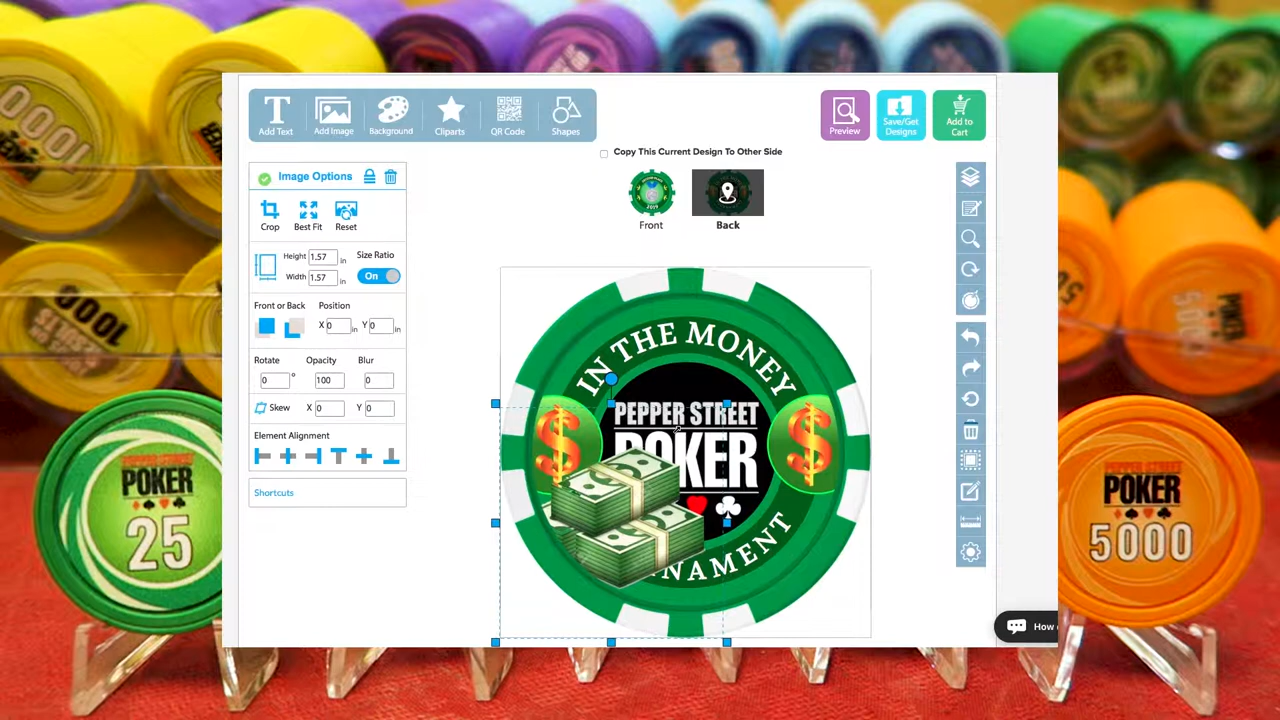 Add Text
Add Image
Background
Cliparts
QR Code
Shapes
Preview
Save/Get
Designs
Add to
Cart
Copy This Current Design To Other Side
Front
Back
Image Options
Crop
Best Fit
Reset
Height 1.57 in
Width 1.57 in
Size Ratio
On
Front or Back
Position
X 0 in Y 0 in
Rotate
Opacity
Blur
0 °
100
0
Skew X 0 Y 0
Element Alignment
Shortcuts
IN THE MONEY
$
$
PEPPER STREET
POKER
NAMENT
How
1000
1000
POKER
25
PEPPER STREET
POKER
5000